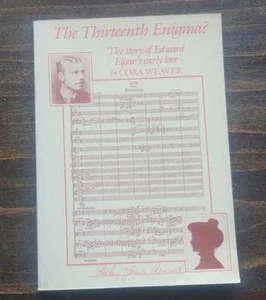 The Thirteenth Enigma?
The story of Edward
Elgar's early love
by CORA WEAVER